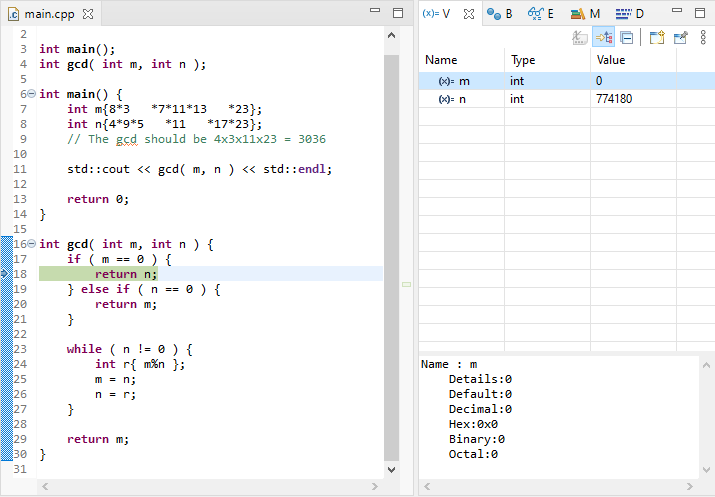 main.cpp
2
3 int main();
4 int gcd( int m, int n );
5
6 int main() {
7     int m{8*3   *7*11*13   *23};
8     int n{4*9*5   *11   *17*23};
9     // The gcd should be 4x3x11x23 = 3036
10
11     std::cout << gcd( m, n ) << std::endl;
12
13     return 0;
14 }
15
16 int gcd( int m, int n ) {
17     if ( m == 0 ) {
18         return n;
19     } else if ( n == 0 ) {
20         return m;
21     }
22
23     while ( n != 0 ) {
24         int r{ m%n };
25         m = n;
26         n = r;
27     }
28
29     return m;
30 }
31
(x)= V B E M D
Name Type Value
(x)= m int 0
(x)= n int 774180
Name : m
Details:0
Default:0
Decimal:0
Hex:0x0
Binary:0
Octal:0